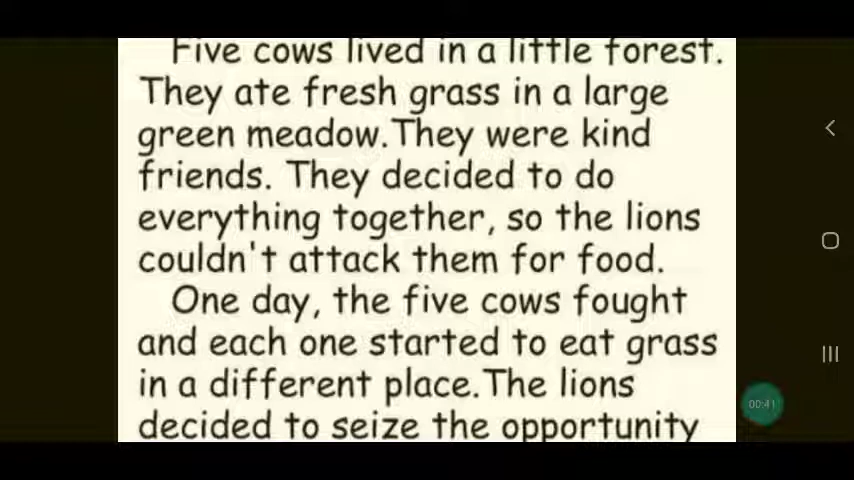 Five cows lived in a little forest.
They ate fresh grass in a large
green meadow.They were kind
friends. They decided to do
everything together, so the lions
couldn't attack them for food.
One day, the five cows fought
and each one started to eat grass
in a different place.The lions
decided to seize the opportunity
00:41